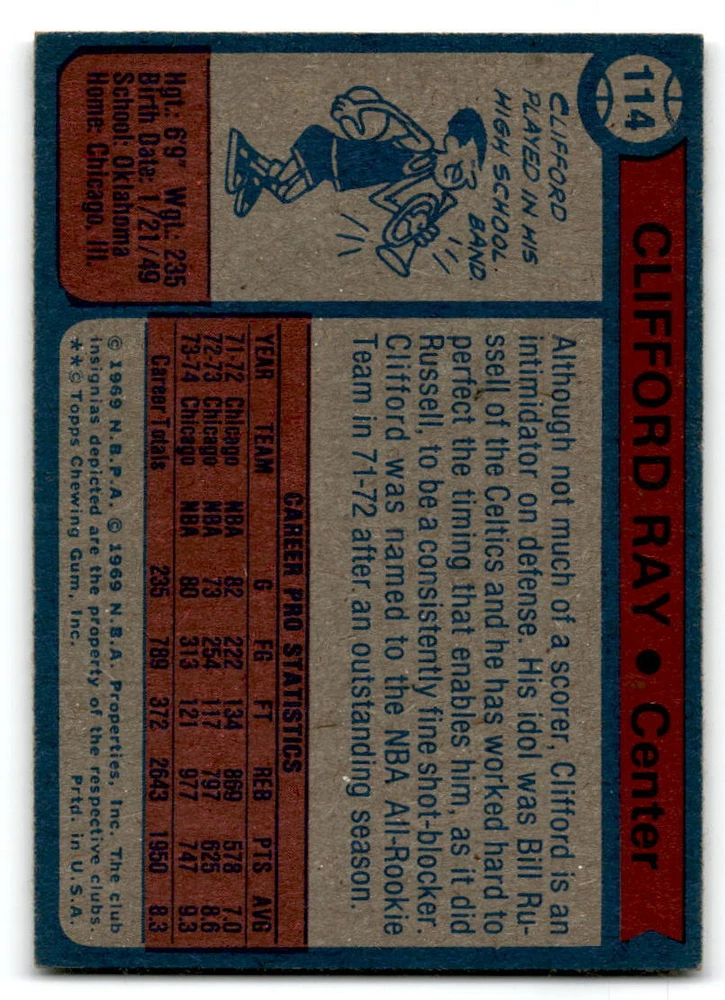 114
CLIFFORD RAY • Center
CLIFFORD
PLAYED IN HIS
HIGH SCHOOL
BAND.
Hgt.: 6'9" Wgt.: 235
Birth Date: 1/21/49
School: Oklahoma
Home: Chicago, Ill.
Although not much of a scorer, Clifford is an
intimidator on defense. His idol was Bill Ru-
ssell of the Celtics and he has worked hard to
perfect the timing that enables him, as it did
Russell, to be a consistently fine shot-blocker.
Clifford was named to the NBA All-Rookie
Team in 71-72 after an outstanding season.
CAREER PRO STATISTICS
YEAR TEAM G FG FT REB PTS AVG
71-72 Chicago NBA 82 222 134 869 578 7.0
72-73 Chicago NBA 73 254 117 797 625 8.6
73-74 Chicago NBA 80 313 121 977 747 9.3
Career Totals 235 789 372 2643 1950 8.3
© 1969 N.B.P.A. © 1969 N.B.A. Properties, Inc. The club
insignias depicted are the property of the respective clubs.
**© Topps Chewing Gum, Inc. Prtd. in U.S.A.